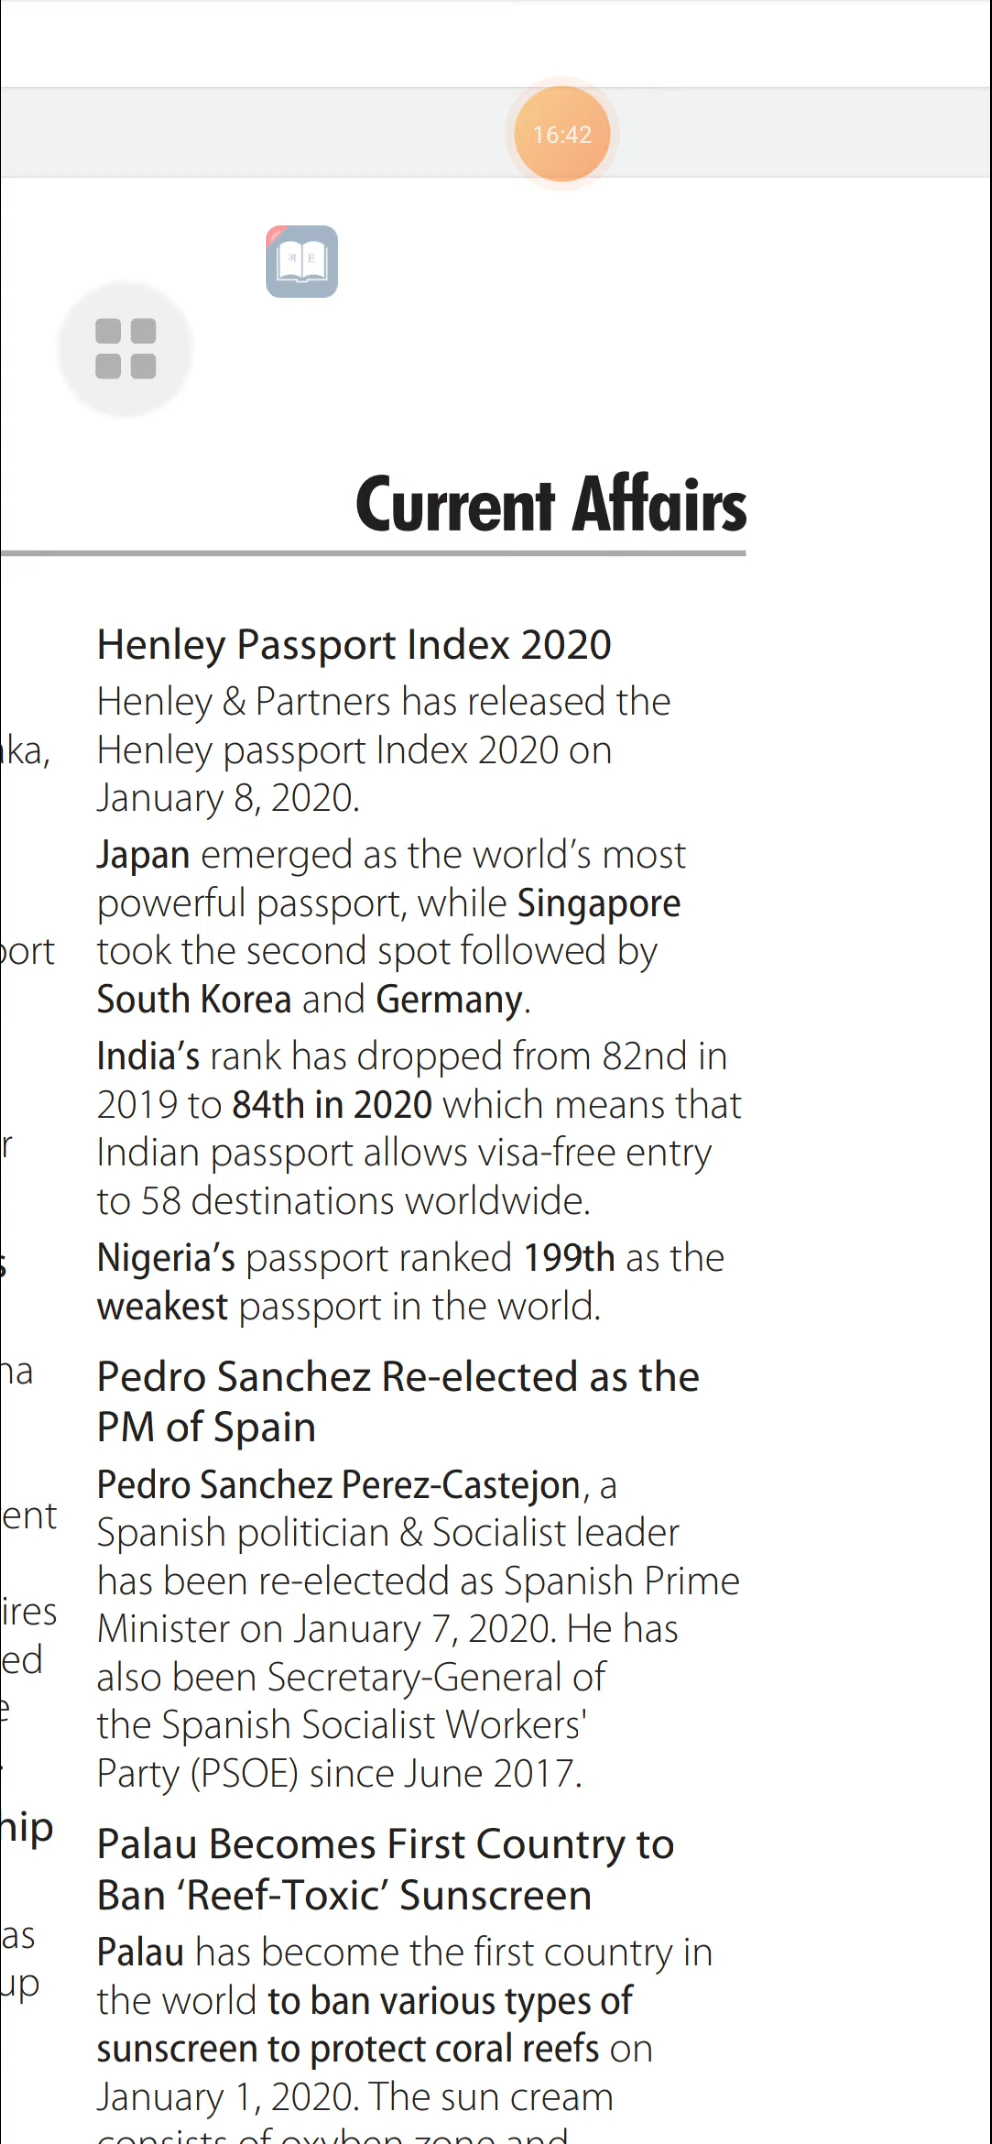 16:42
अ E
Current Affairs
Henley Passport Index 2020
Henley & Partners has released the
Henley passport Index 2020 on
January 8, 2020.
Japan emerged as the world’s most
powerful passport, while Singapore
took the second spot followed by
South Korea and Germany.
India’s rank has dropped from 82nd in
2019 to 84th in 2020 which means that
Indian passport allows visa-free entry
to 58 destinations worldwide.
Nigeria’s passport ranked 199th as the
weakest passport in the world.
Pedro Sanchez Re-elected as the
PM of Spain
Pedro Sanchez Perez-Castejon, a
Spanish politician & Socialist leader
has been re-electedd as Spanish Prime
Minister on January 7, 2020. He has
also been Secretary-General of
the Spanish Socialist Workers'
Party (PSOE) since June 2017.
Palau Becomes First Country to
Ban ‘Reef-Toxic’ Sunscreen
Palau has become the first country in
the world to ban various types of
sunscreen to protect coral reefs on
January 1, 2020. The sun cream
consists of oxyben zone and